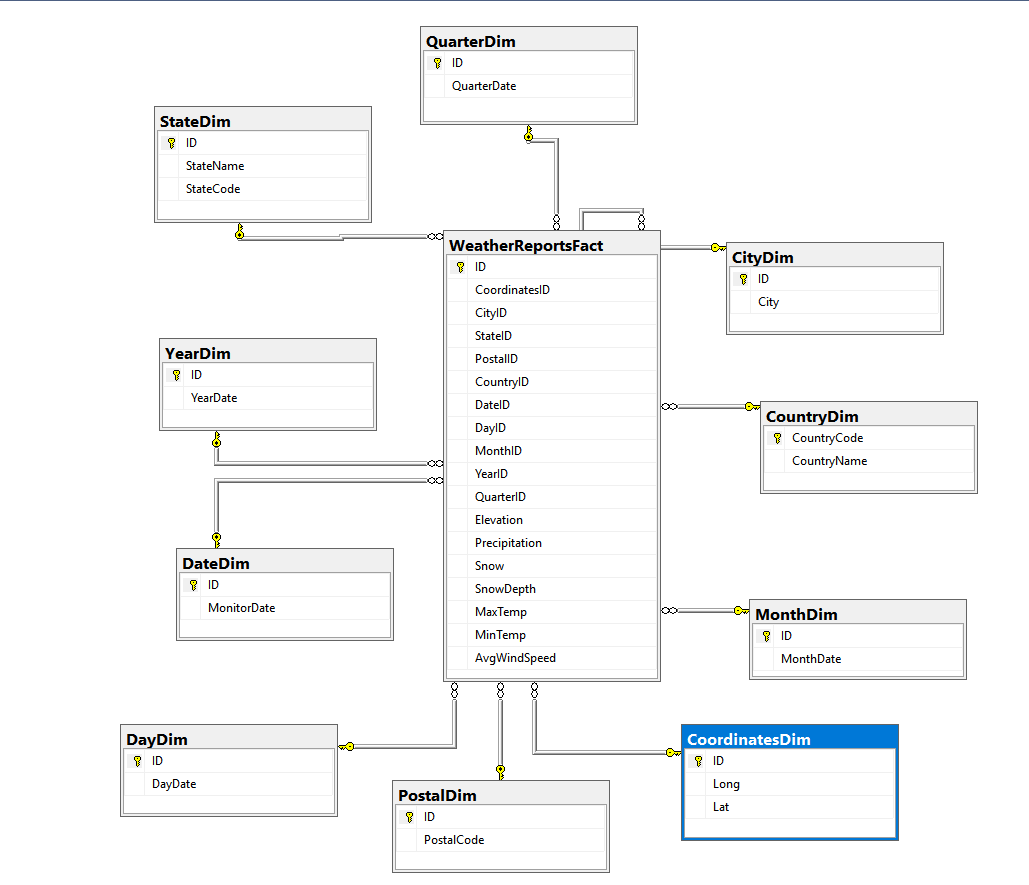 QuarterDim
ID
QuarterDate
StateDim
ID
StateName
StateCode
WeatherReportsFact
ID
CoordinatesID
CityID
StateID
PostalID
CountryID
DateID
DayID
MonthID
YearID
QuarterID
Elevation
Precipitation
Snow
SnowDepth
MaxTemp
MinTemp
AvgWindSpeed
CityDim
ID
City
YearDim
ID
YearDate
CountryDim
CountryCode
CountryName
DateDim
ID
MonitorDate
MonthDim
ID
MonthDate
DayDim
ID
DayDate
PostalDim
ID
PostalCode
CoordinatesDim
ID
Long
Lat